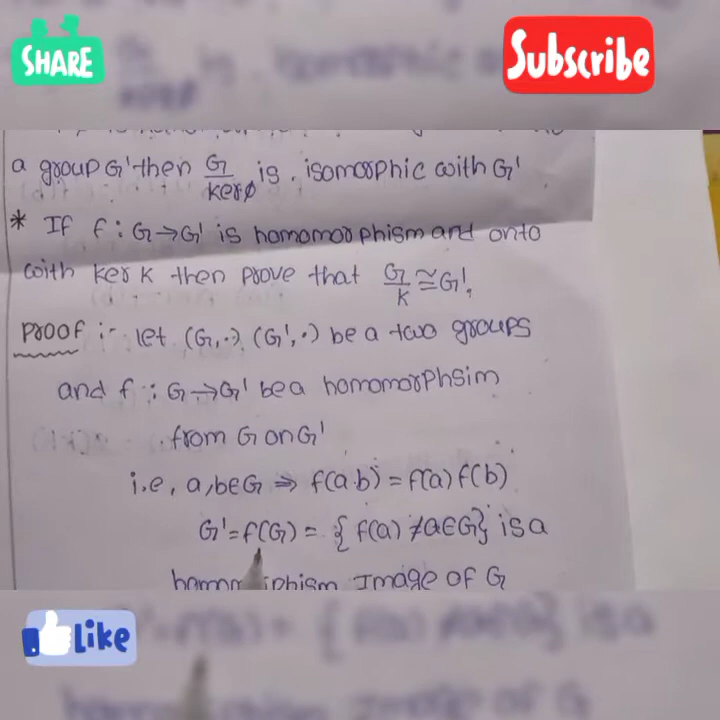 SHARE
Subscribe
a group G' then G/kerφ is. isomorphic with G'
* If f : G→G' is homomorphism and onto
with ker K then prove that G/K ≅ G'.
Proof :- let (G,·) (G',·) be a two groups
and f : G→G' be a homomorphsim
from G on G'
i.e, a,b∈G ⇒ f(a·b) = f(a) f(b)
G' = f(G) = { f(a) ∀ a∈G} is a
Image of G
Like